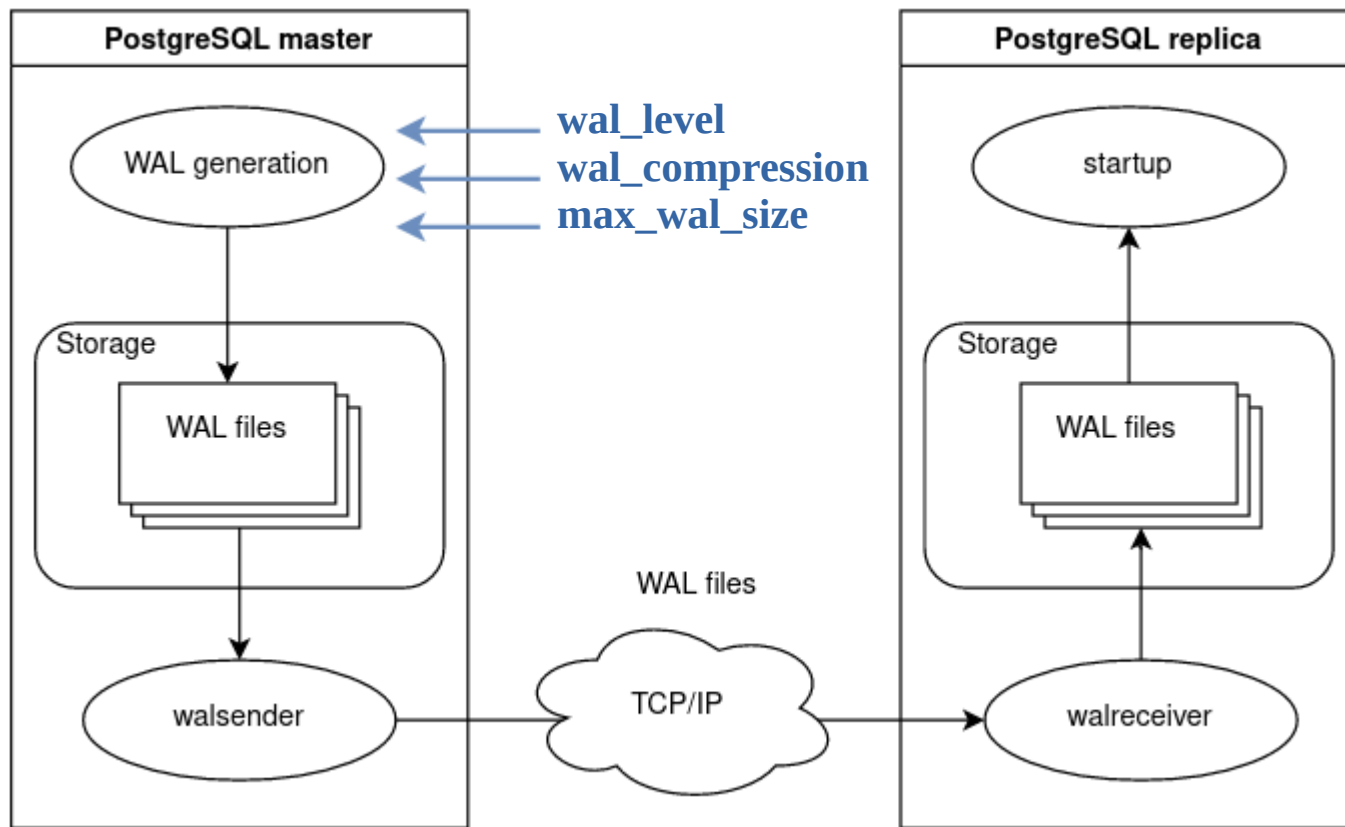 PostgreSQL master
WAL generation
wal_level
wal_compression
max_wal_size
Storage
WAL files
walsender
WAL files
TCP/IP
PostgreSQL replica
startup
Storage
WAL files
walreceiver